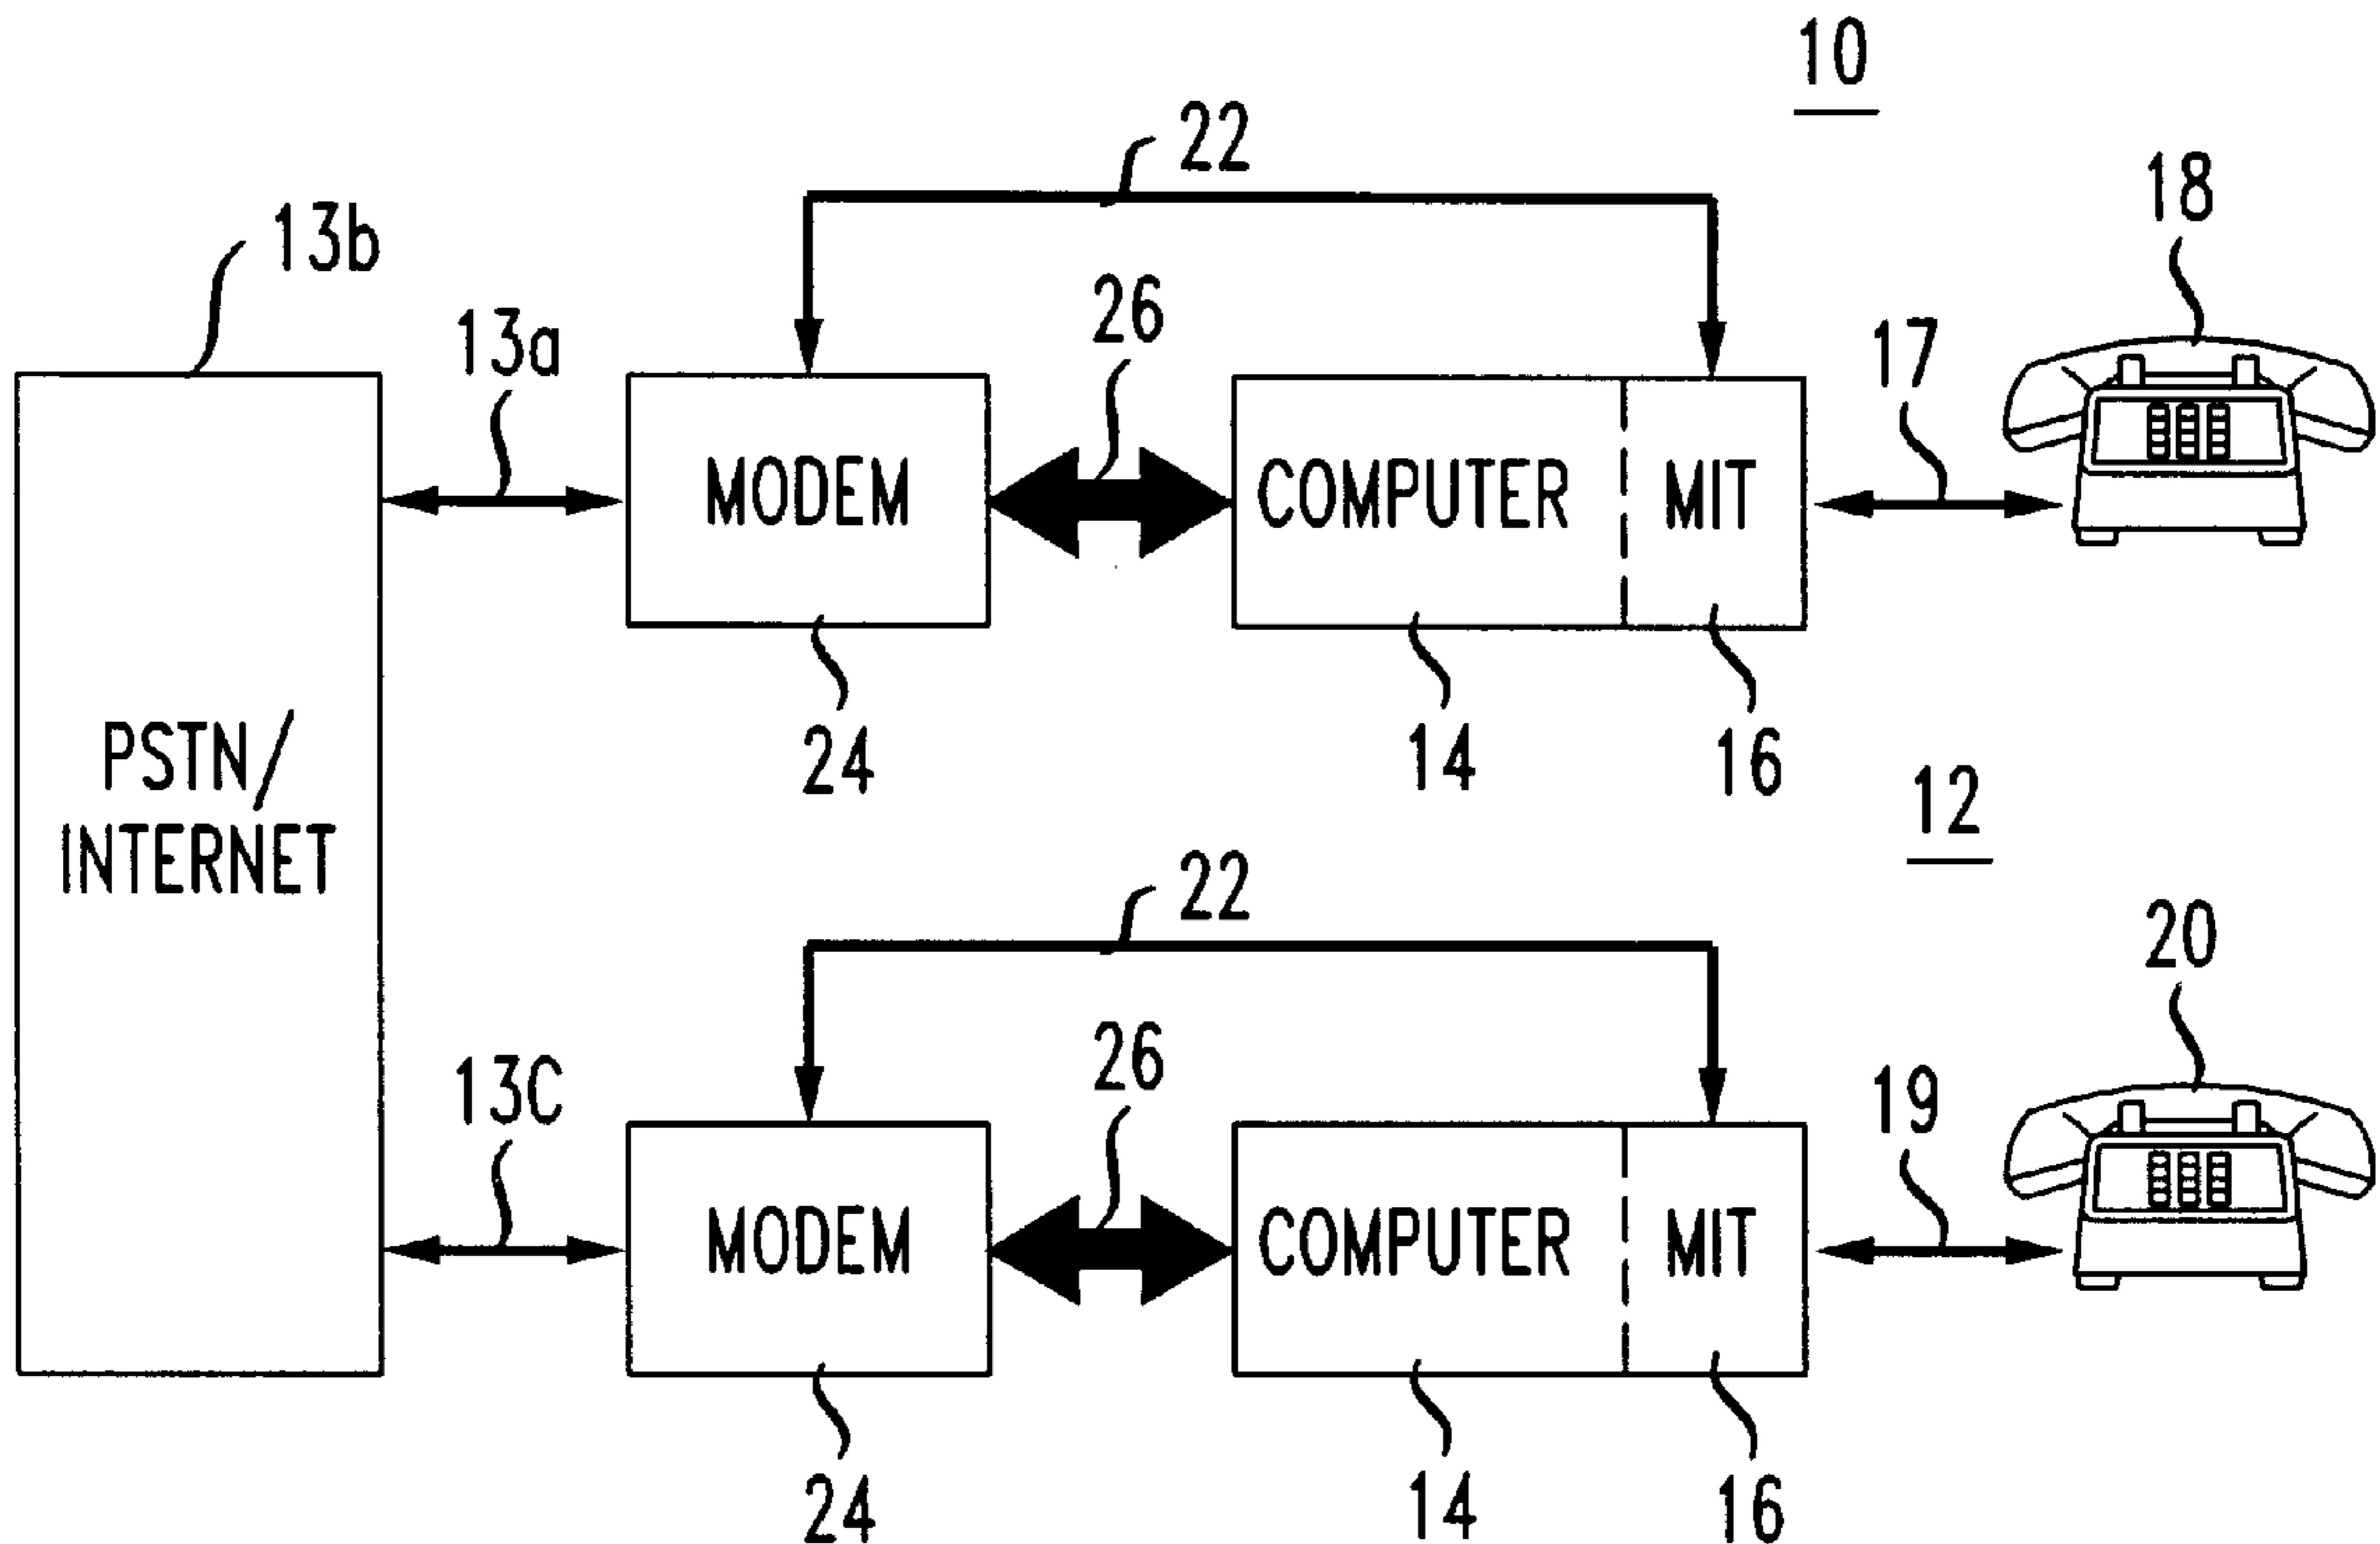 10
22
18
13b
26
13a
17
MODEM
COMPUTER
MIT
24
14
16
PSTN/
INTERNET
12
22
20
26
13C
19
MODEM
COMPUTER
MIT
24
14
16